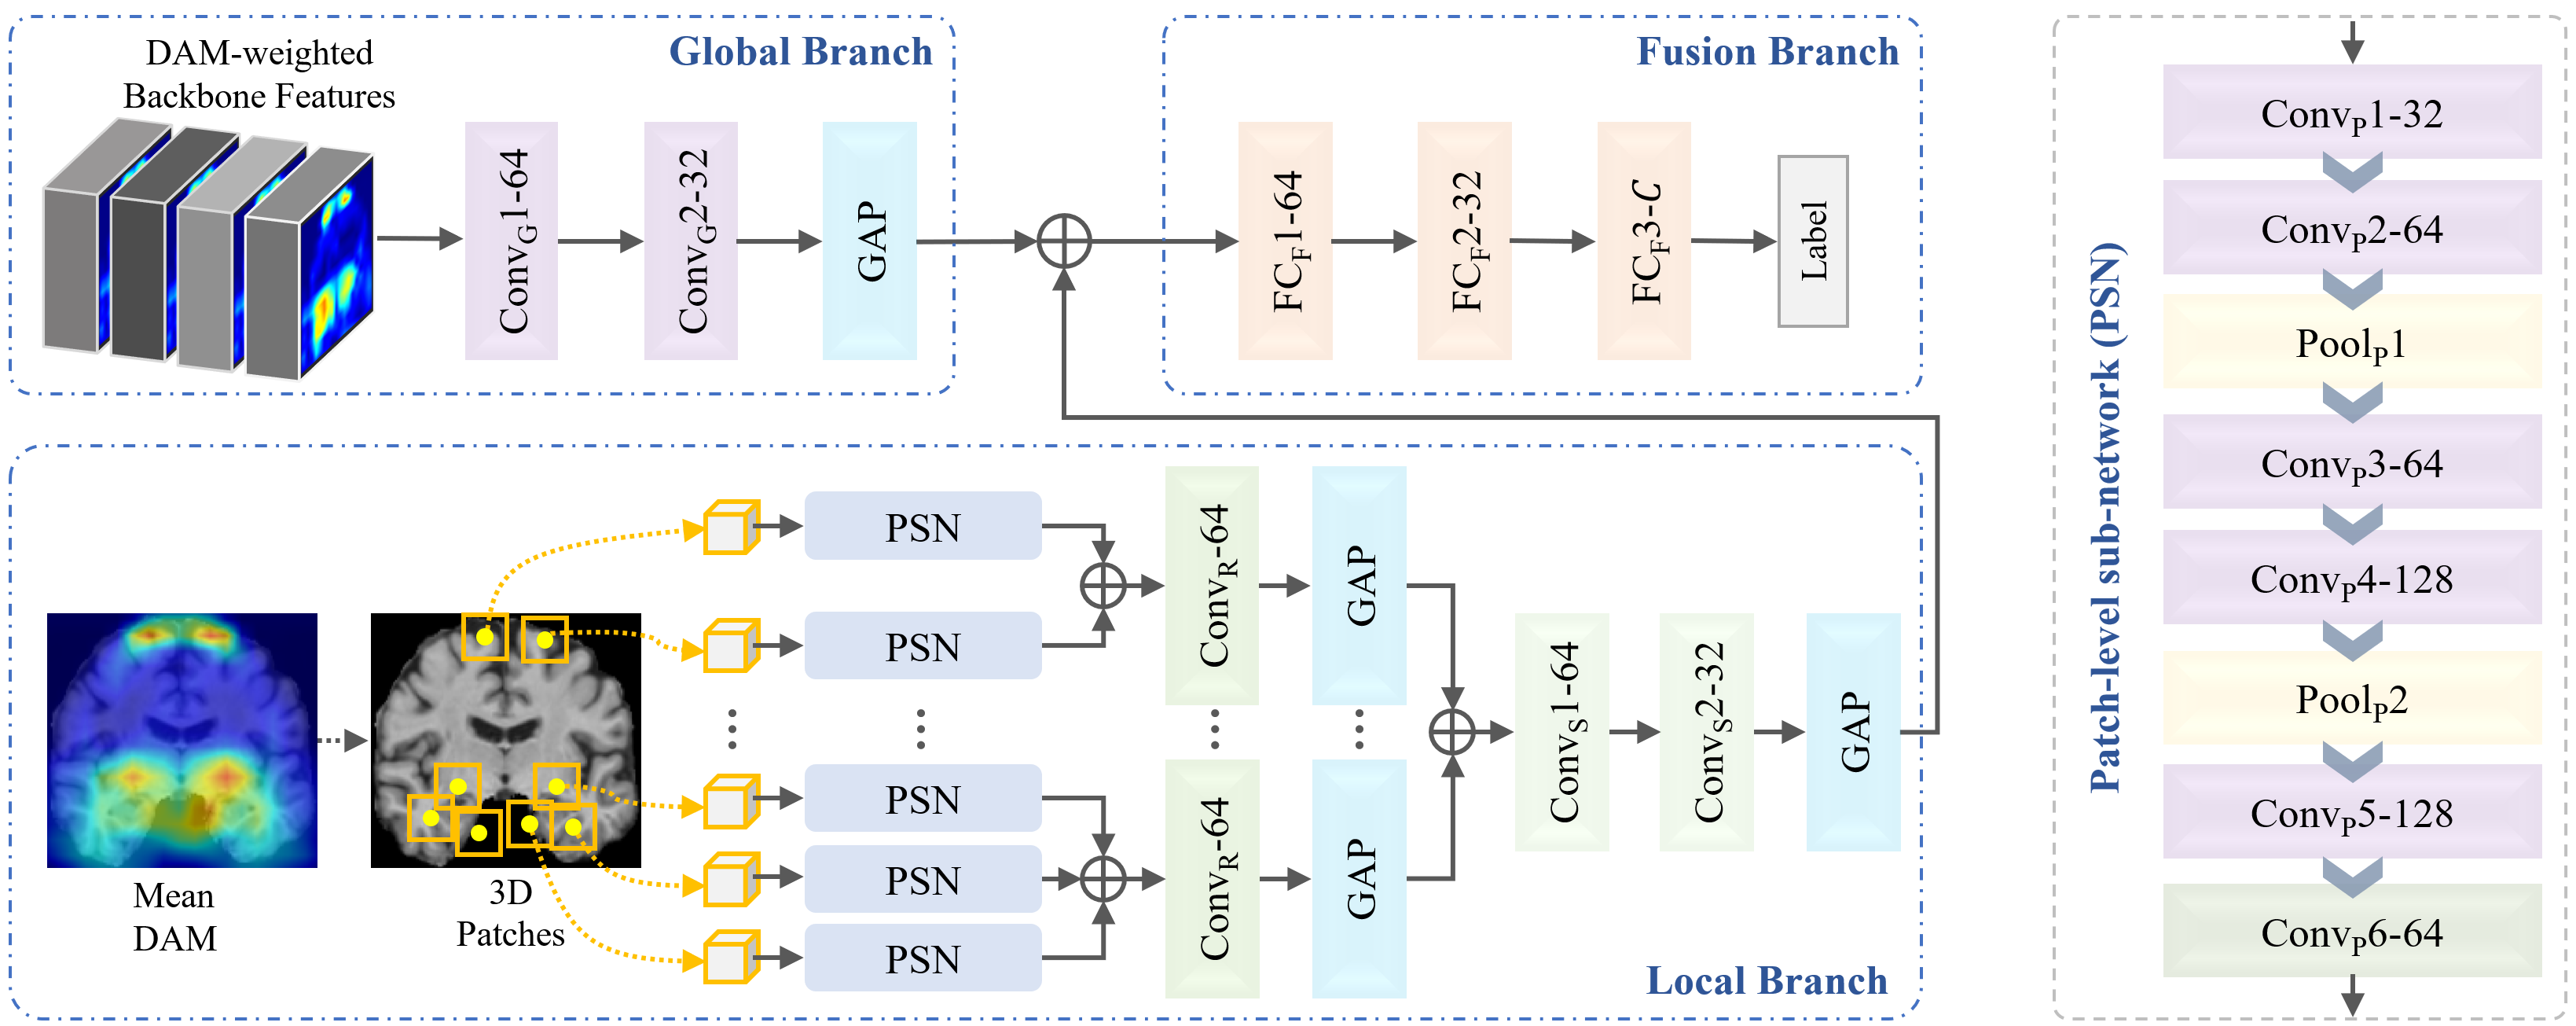 Global Branch
DAM-weighted
Backbone Features
Conv_G1-64
Conv_G2-32
GAP
Fusion Branch
FC_F1-64
FC_F2-32
FC_F3-C
Label
Mean
DAM
3D
Patches
PSN
PSN
PSN
PSN
PSN
Conv_R-64
GAP
Conv_R-64
GAP
Conv_S1-64
Conv_S2-32
GAP
Local Branch
Patch-level sub-network (PSN)
Conv_P1-32
Conv_P2-64
Pool_P1
Conv_P3-64
Conv_P4-128
Pool_P2
Conv_P5-128
Conv_P6-64